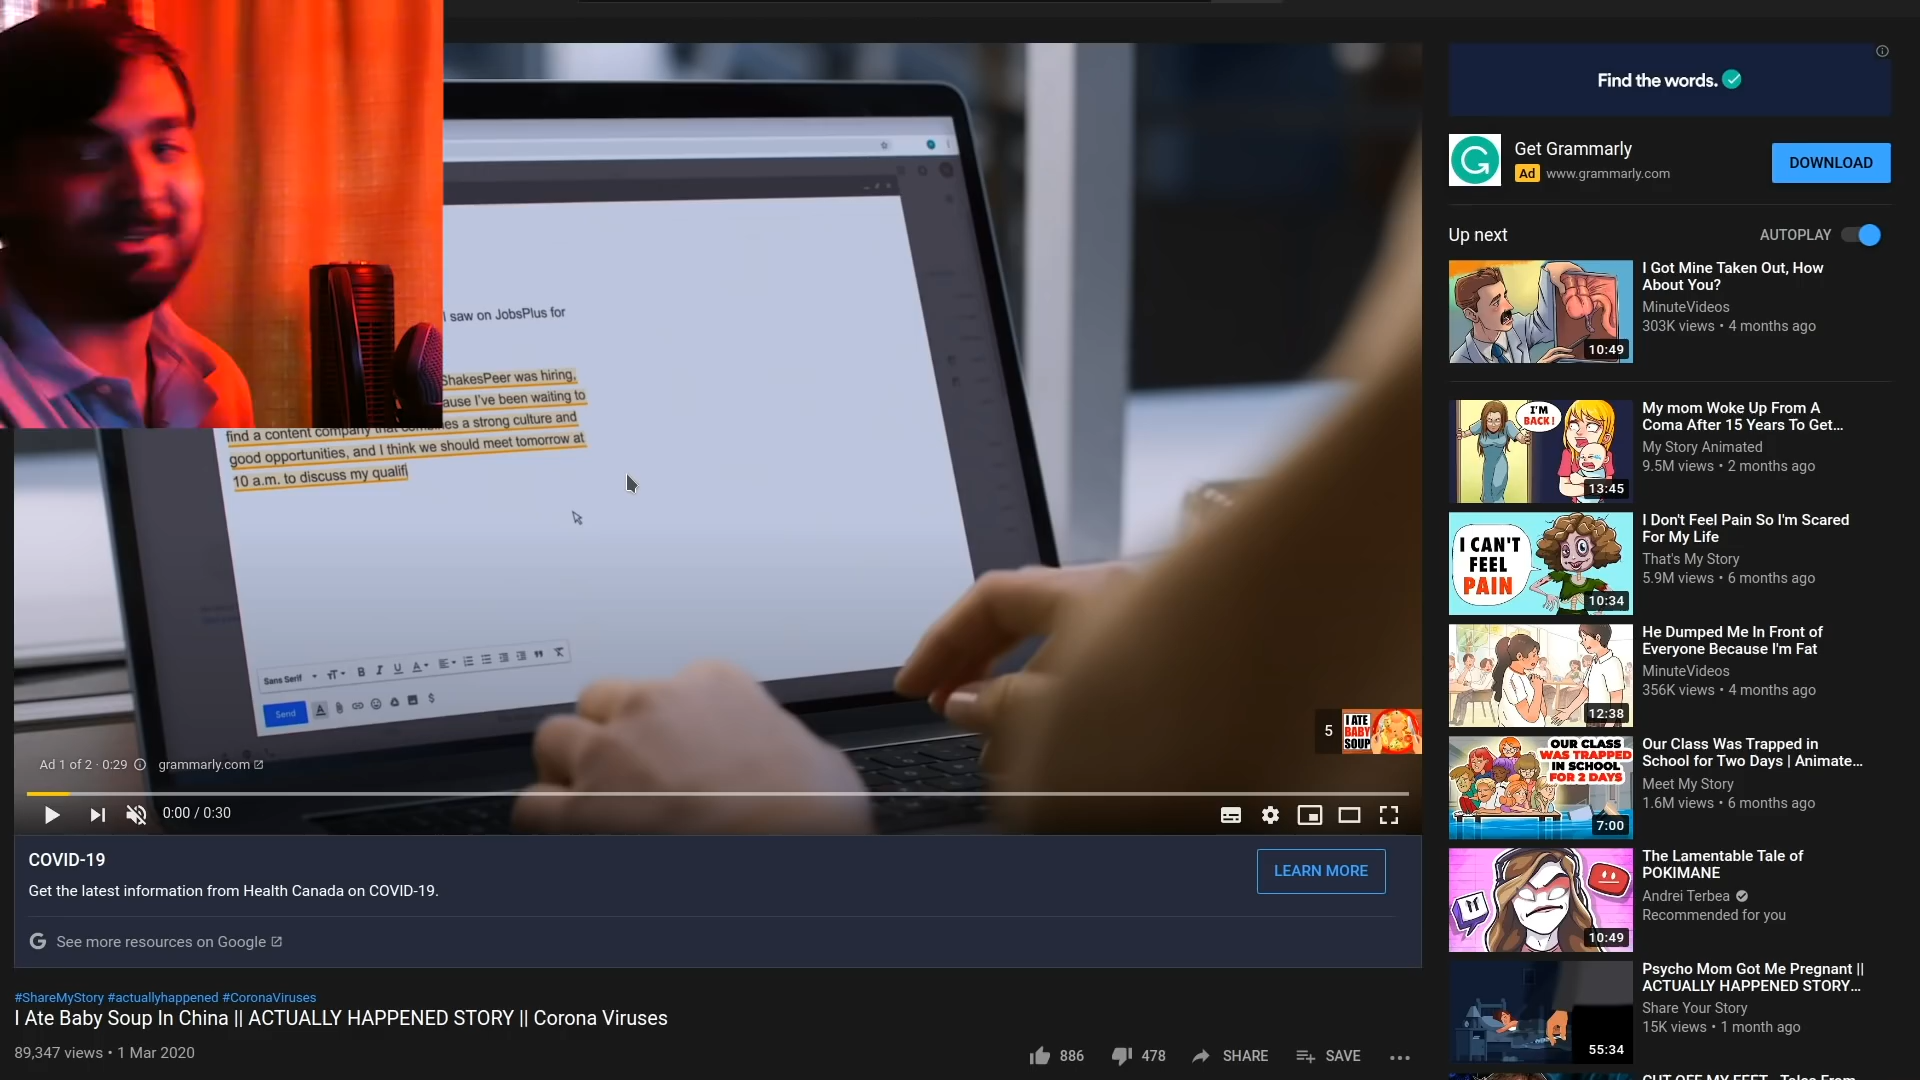 I saw on JobsPlus for
ShakesPeer was hiring,
ause I've been waiting to
find a content company that combines a strong culture and
good opportunities, and I think we should meet tomorrow at
10 a.m. to discuss my qualifi
Sans Serif
Send
5
I ATE
BABY
SOUP
Ad 1 of 2 · 0:29
grammarly.com
0:00 / 0:30
COVID-19
Get the latest information from Health Canada on COVID-19.
LEARN MORE
See more resources on Google
#ShareMyStory #actuallyhappened #CoronaViruses
I Ate Baby Soup In China || ACTUALLY HAPPENED STORY || Corona Viruses
89,347 views • 1 Mar 2020
886
478
SHARE
SAVE
Find the words.
Get Grammarly
Ad www.grammarly.com
DOWNLOAD
Up next
AUTOPLAY
I Got Mine Taken Out, How
About You?
MinuteVideos
303K views • 4 months ago
10:49
I'M
BACK!
13:45
My mom Woke Up From A
Coma After 15 Years To Get...
My Story Animated
9.5M views • 2 months ago
I CAN'T
FEEL
PAIN
10:34
I Don't Feel Pain So I'm Scared
For My Life
That's My Story
5.9M views • 6 months ago
12:38
He Dumped Me In Front of
Everyone Because I'm Fat
MinuteVideos
356K views • 4 months ago
OUR CLASS
WAS TRAPPED
IN SCHOOL
FOR 2 DAYS
7:00
Our Class Was Trapped in
School for Two Days | Animate...
Meet My Story
1.6M views • 6 months ago
10:49
The Lamentable Tale of
POKIMANE
Andrei Terbea
Recommended for you
55:34
Psycho Mom Got Me Pregnant ||
ACTUALLY HAPPENED STORY...
Share Your Story
15K views • 1 month ago
CUT OFF MY FEET - Tales From